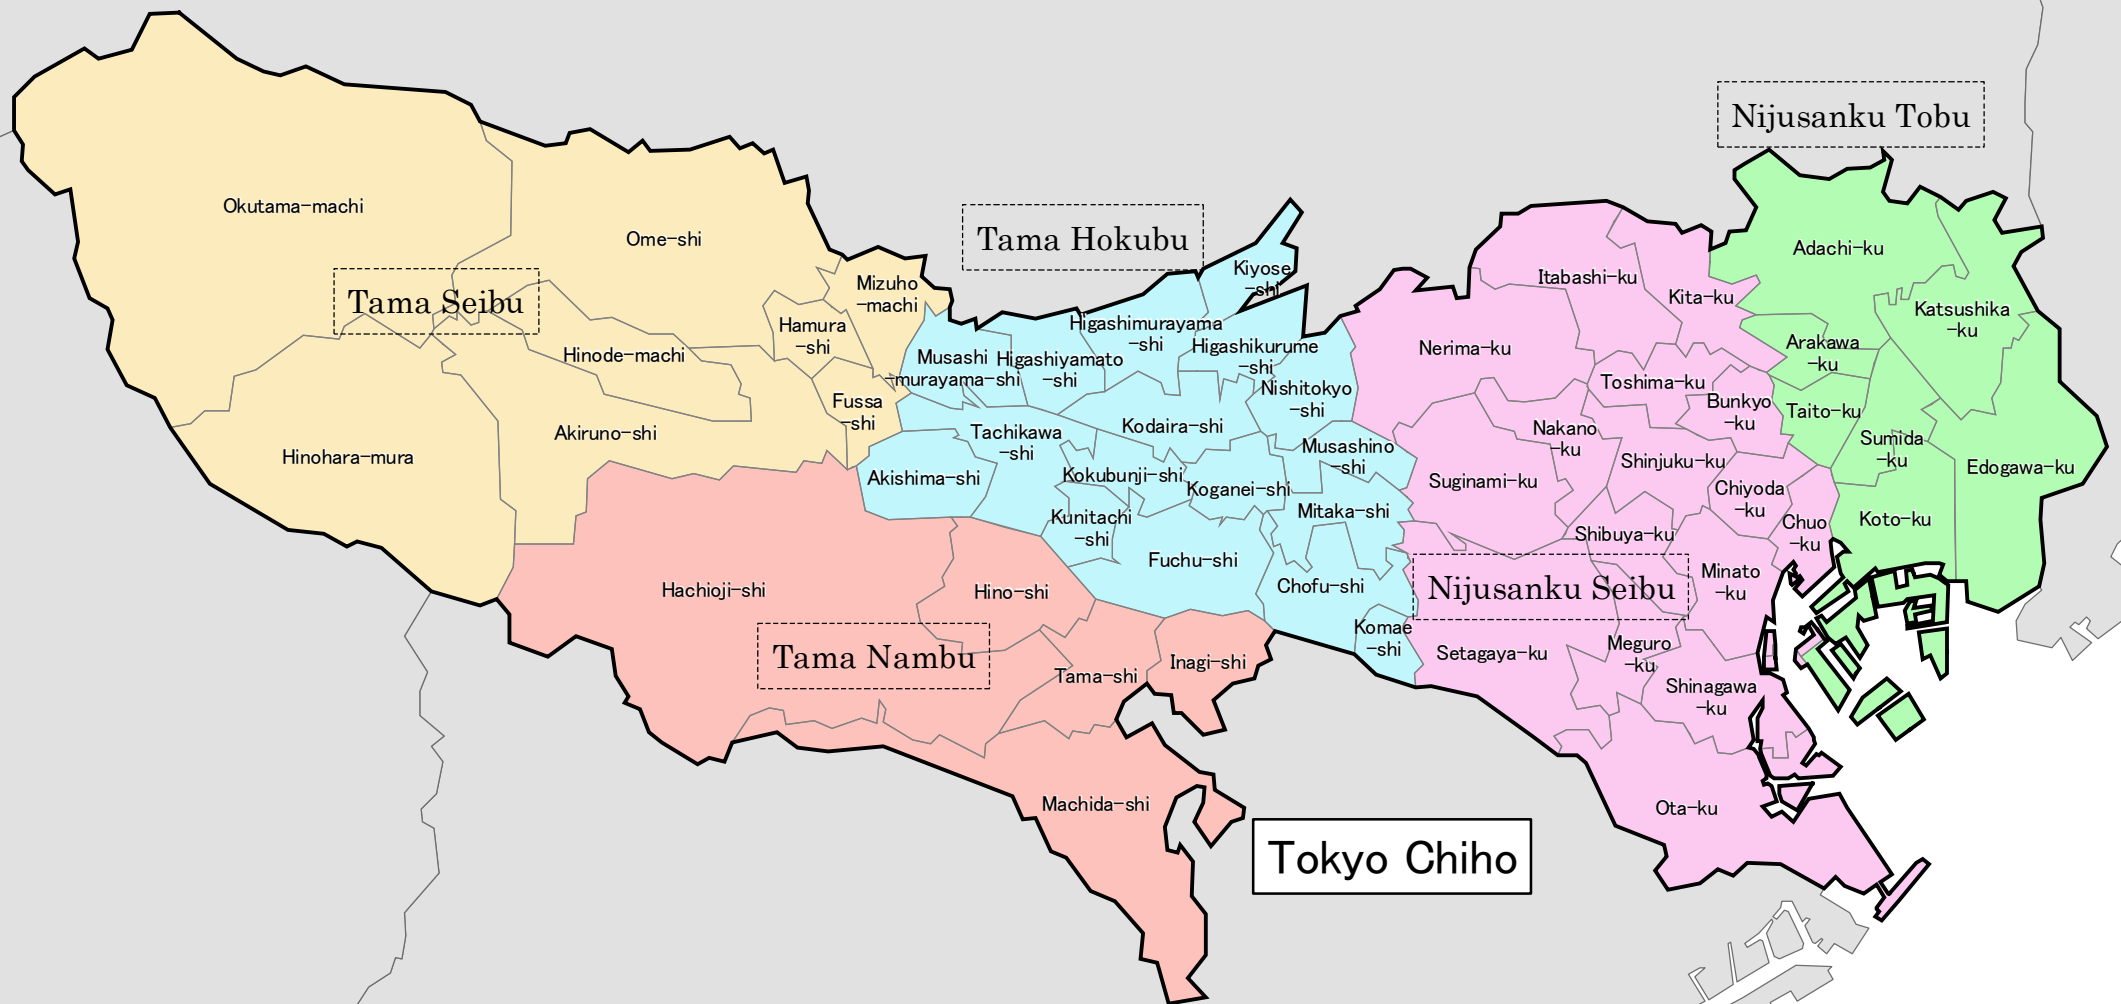 Nijusanku Tobu
Okutama-machi
Ome-shi
Tama Hokubu
Adachi-ku
Tama Seibu
Mizuho
-machi
Kiyose
-shi
Itabashi-ku
Kita-ku
Katsushika
-ku
Hamura
-shi
Hinode-machi
Musashi
-murayama-shi
Higashiyamato
-shi
Higashimurayama
-shi
Higashikurume
-shi
Nerima-ku
Arakawa
-ku
Nishitokyo
-shi
Toshima-ku
Bunkyo
-ku
Taito-ku
Fussa
-shi
Akiruno-shi
Hinohara-mura
Tachikawa
-shi
Kodaira-shi
Musashino
-shi
Nakano
-ku
Shinjuku-ku
Sumida
-ku
Edogawa-ku
Akishima-shi
Kokubunji-shi
Koganei-shi
Suginami-ku
Chiyoda
-ku
Kunitachi
-shi
Mitaka-shi
Shibuya-ku
Chuo
-ku
Koto-ku
Hachioji-shi
Hino-shi
Fuchu-shi
Chofu-shi
Nijusanku Seibu
Minato
-ku
Tama Nambu
Tama-shi
Inagi-shi
Komae
-shi
Setagaya-ku
Meguro
-ku
Shinagawa
-ku
Machida-shi
Ota-ku
Tokyo Chiho